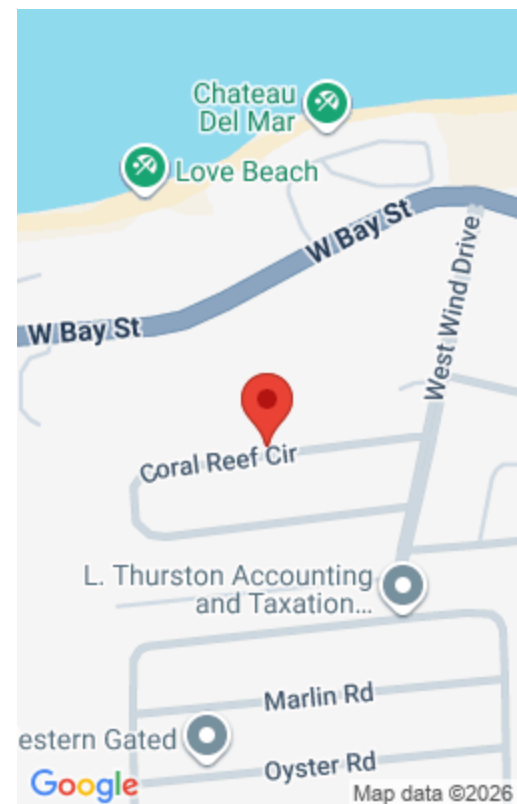 Chateau
Del Mar
Love Beach
W Bay St
W Bay St
West Wind Drive
Coral Reef Cir
L. Thurston Accounting
and Taxation...
Marlin Rd
estern Gated
Oyster Rd
Google
Map data ©2026